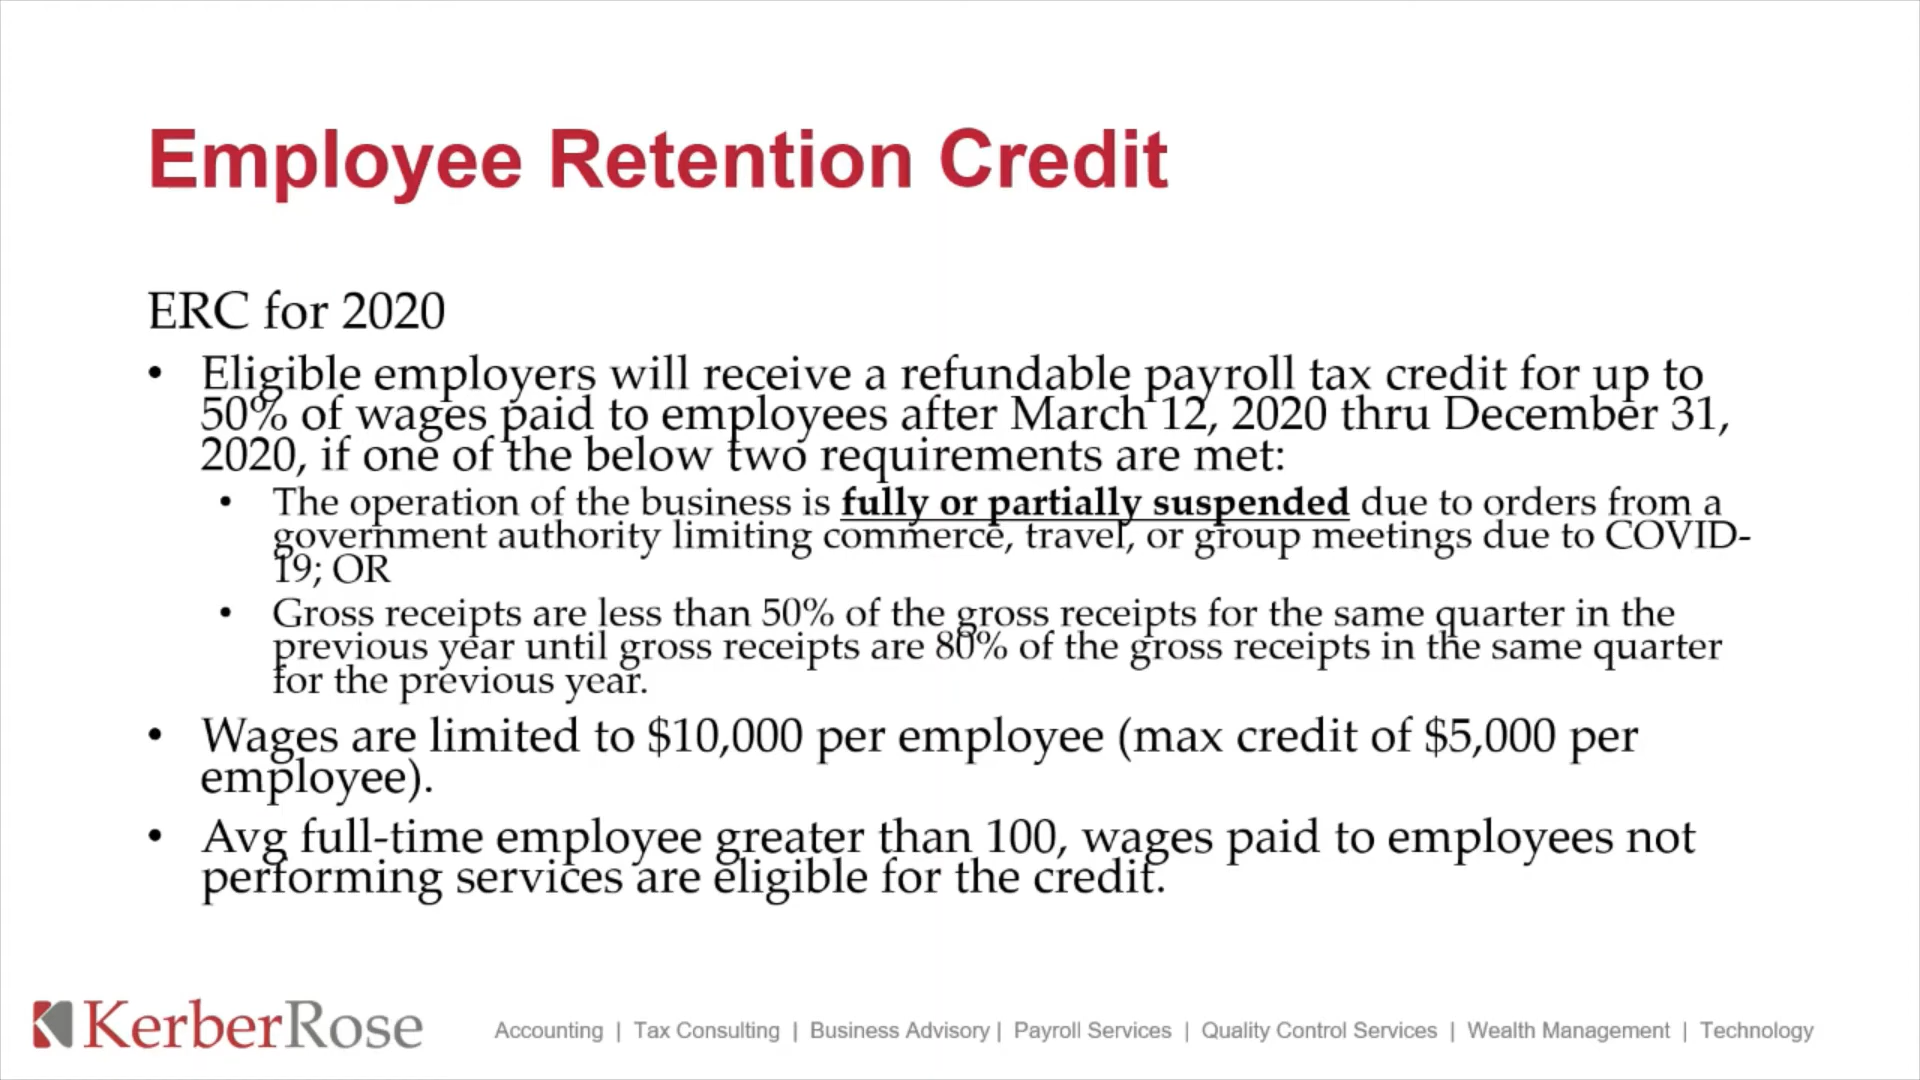 Employee Retention Credit
ERC for 2020
• Eligible employers will receive a refundable payroll tax credit for up to
50% of wages paid to employees after March 12, 2020 thru December 31,
2020, if one of the below two requirements are met:
• The operation of the business is fully or partially suspended due to orders from a
government authority limiting commerce, travel, or group meetings due to COVID-
19; OR
• Gross receipts are less than 50% of the gross receipts for the same quarter in the
previous year until gross receipts are 80% of the gross receipts in the same quarter
for the previous year.
• Wages are limited to $10,000 per employee (max credit of $5,000 per
employee).
• Avg full-time employee greater than 100, wages paid to employees not
performing services are eligible for the credit.
KerberRose
Accounting | Tax Consulting | Business Advisory | Payroll Services | Quality Control Services | Wealth Management | Technology